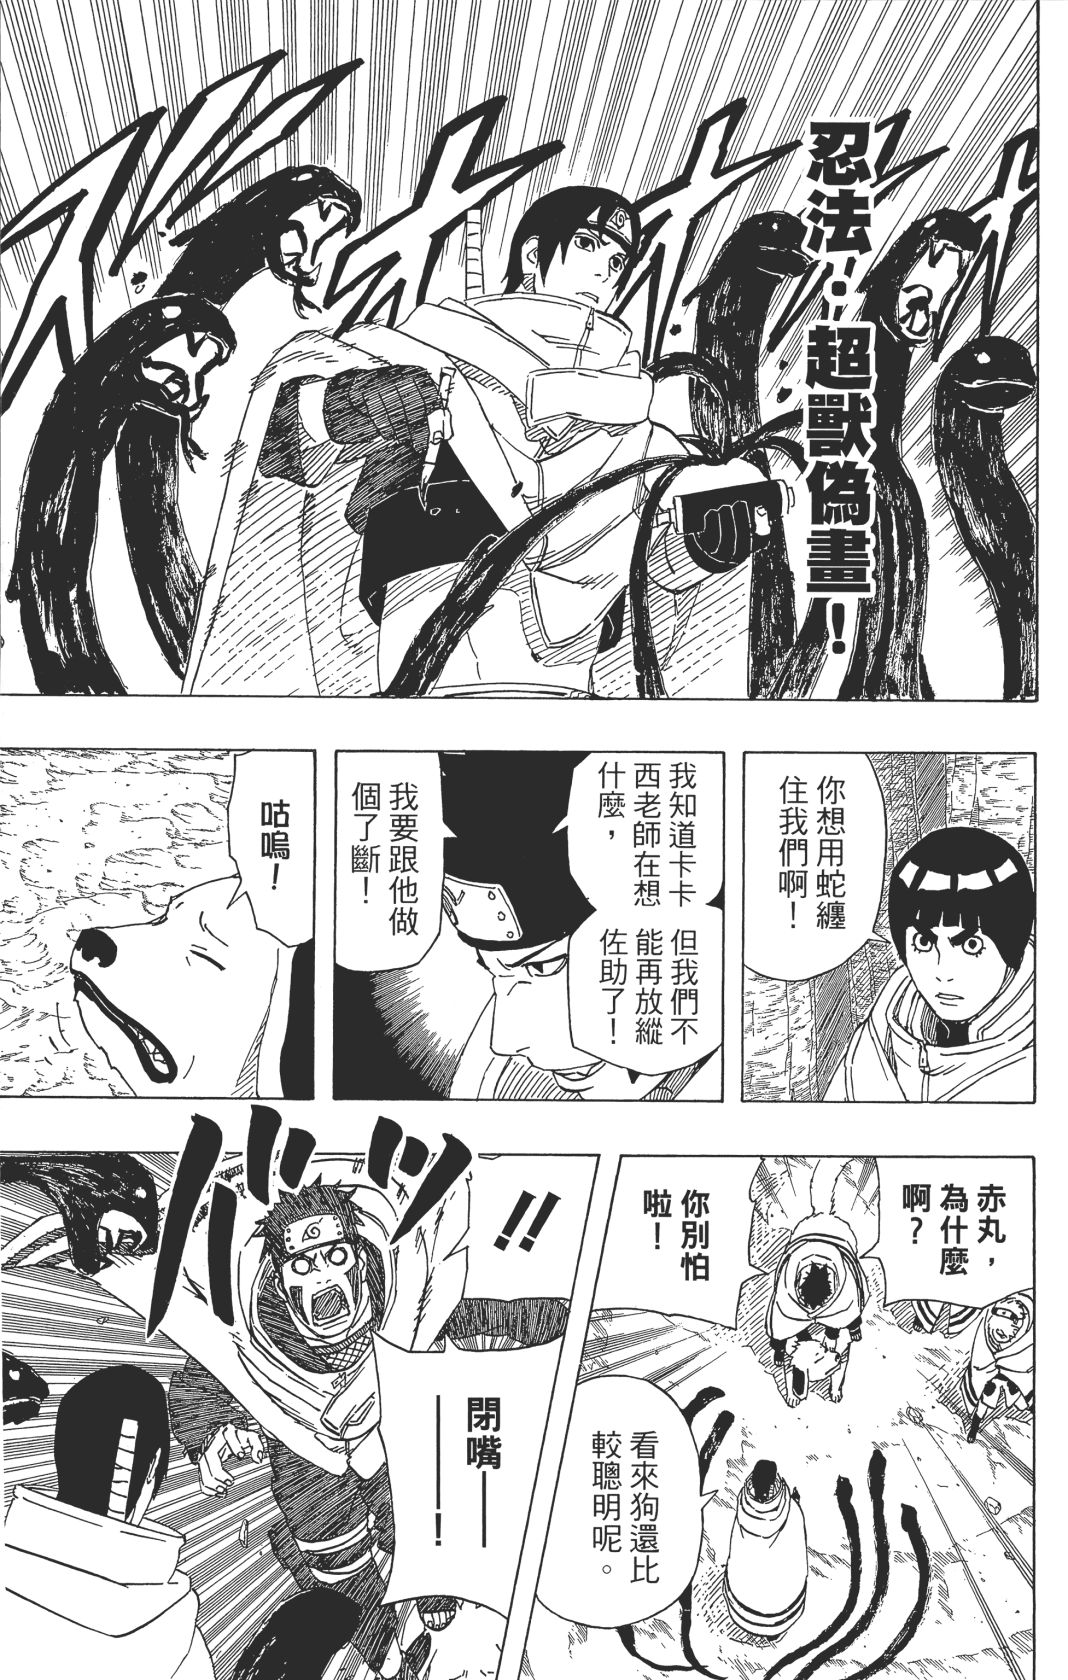 忍法‥超獸偽畫！
你想用蛇纏
住我們啊！
我知道卡卡
西老師在想
什麼，
但我們不
能再放縱
佐助了！
我要跟他做
個了斷！
咕嗚！
赤丸，
為什麼
啊？
你別怕
啦！
看來狗還比
較聰明呢。
!!
閉嘴——
——！